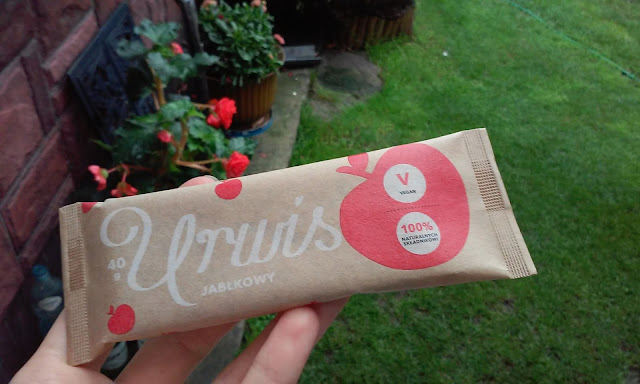 40
g
Urwis
JABŁKOWY
V
VEGAN
100%
NATURALNYCH
SKŁADNIKÓW!